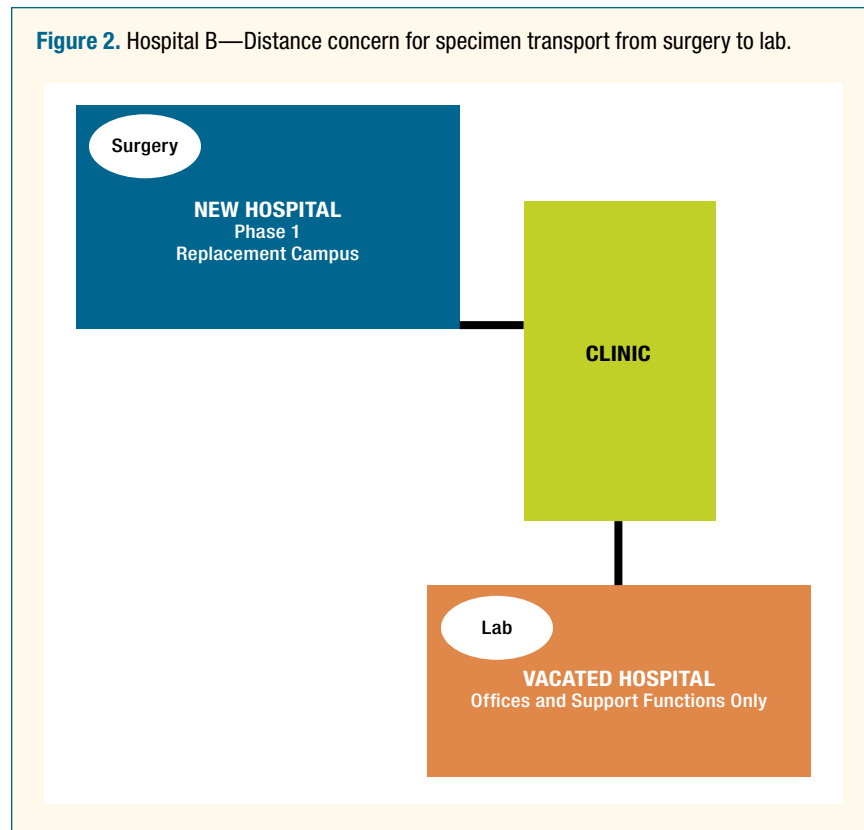 Figure 2. Hospital B—Distance concern for specimen transport from surgery to lab.
Surgery
NEW HOSPITAL
Phase 1
Replacement Campus
CLINIC
Lab
VACATED HOSPITAL
Offices and Support Functions Only